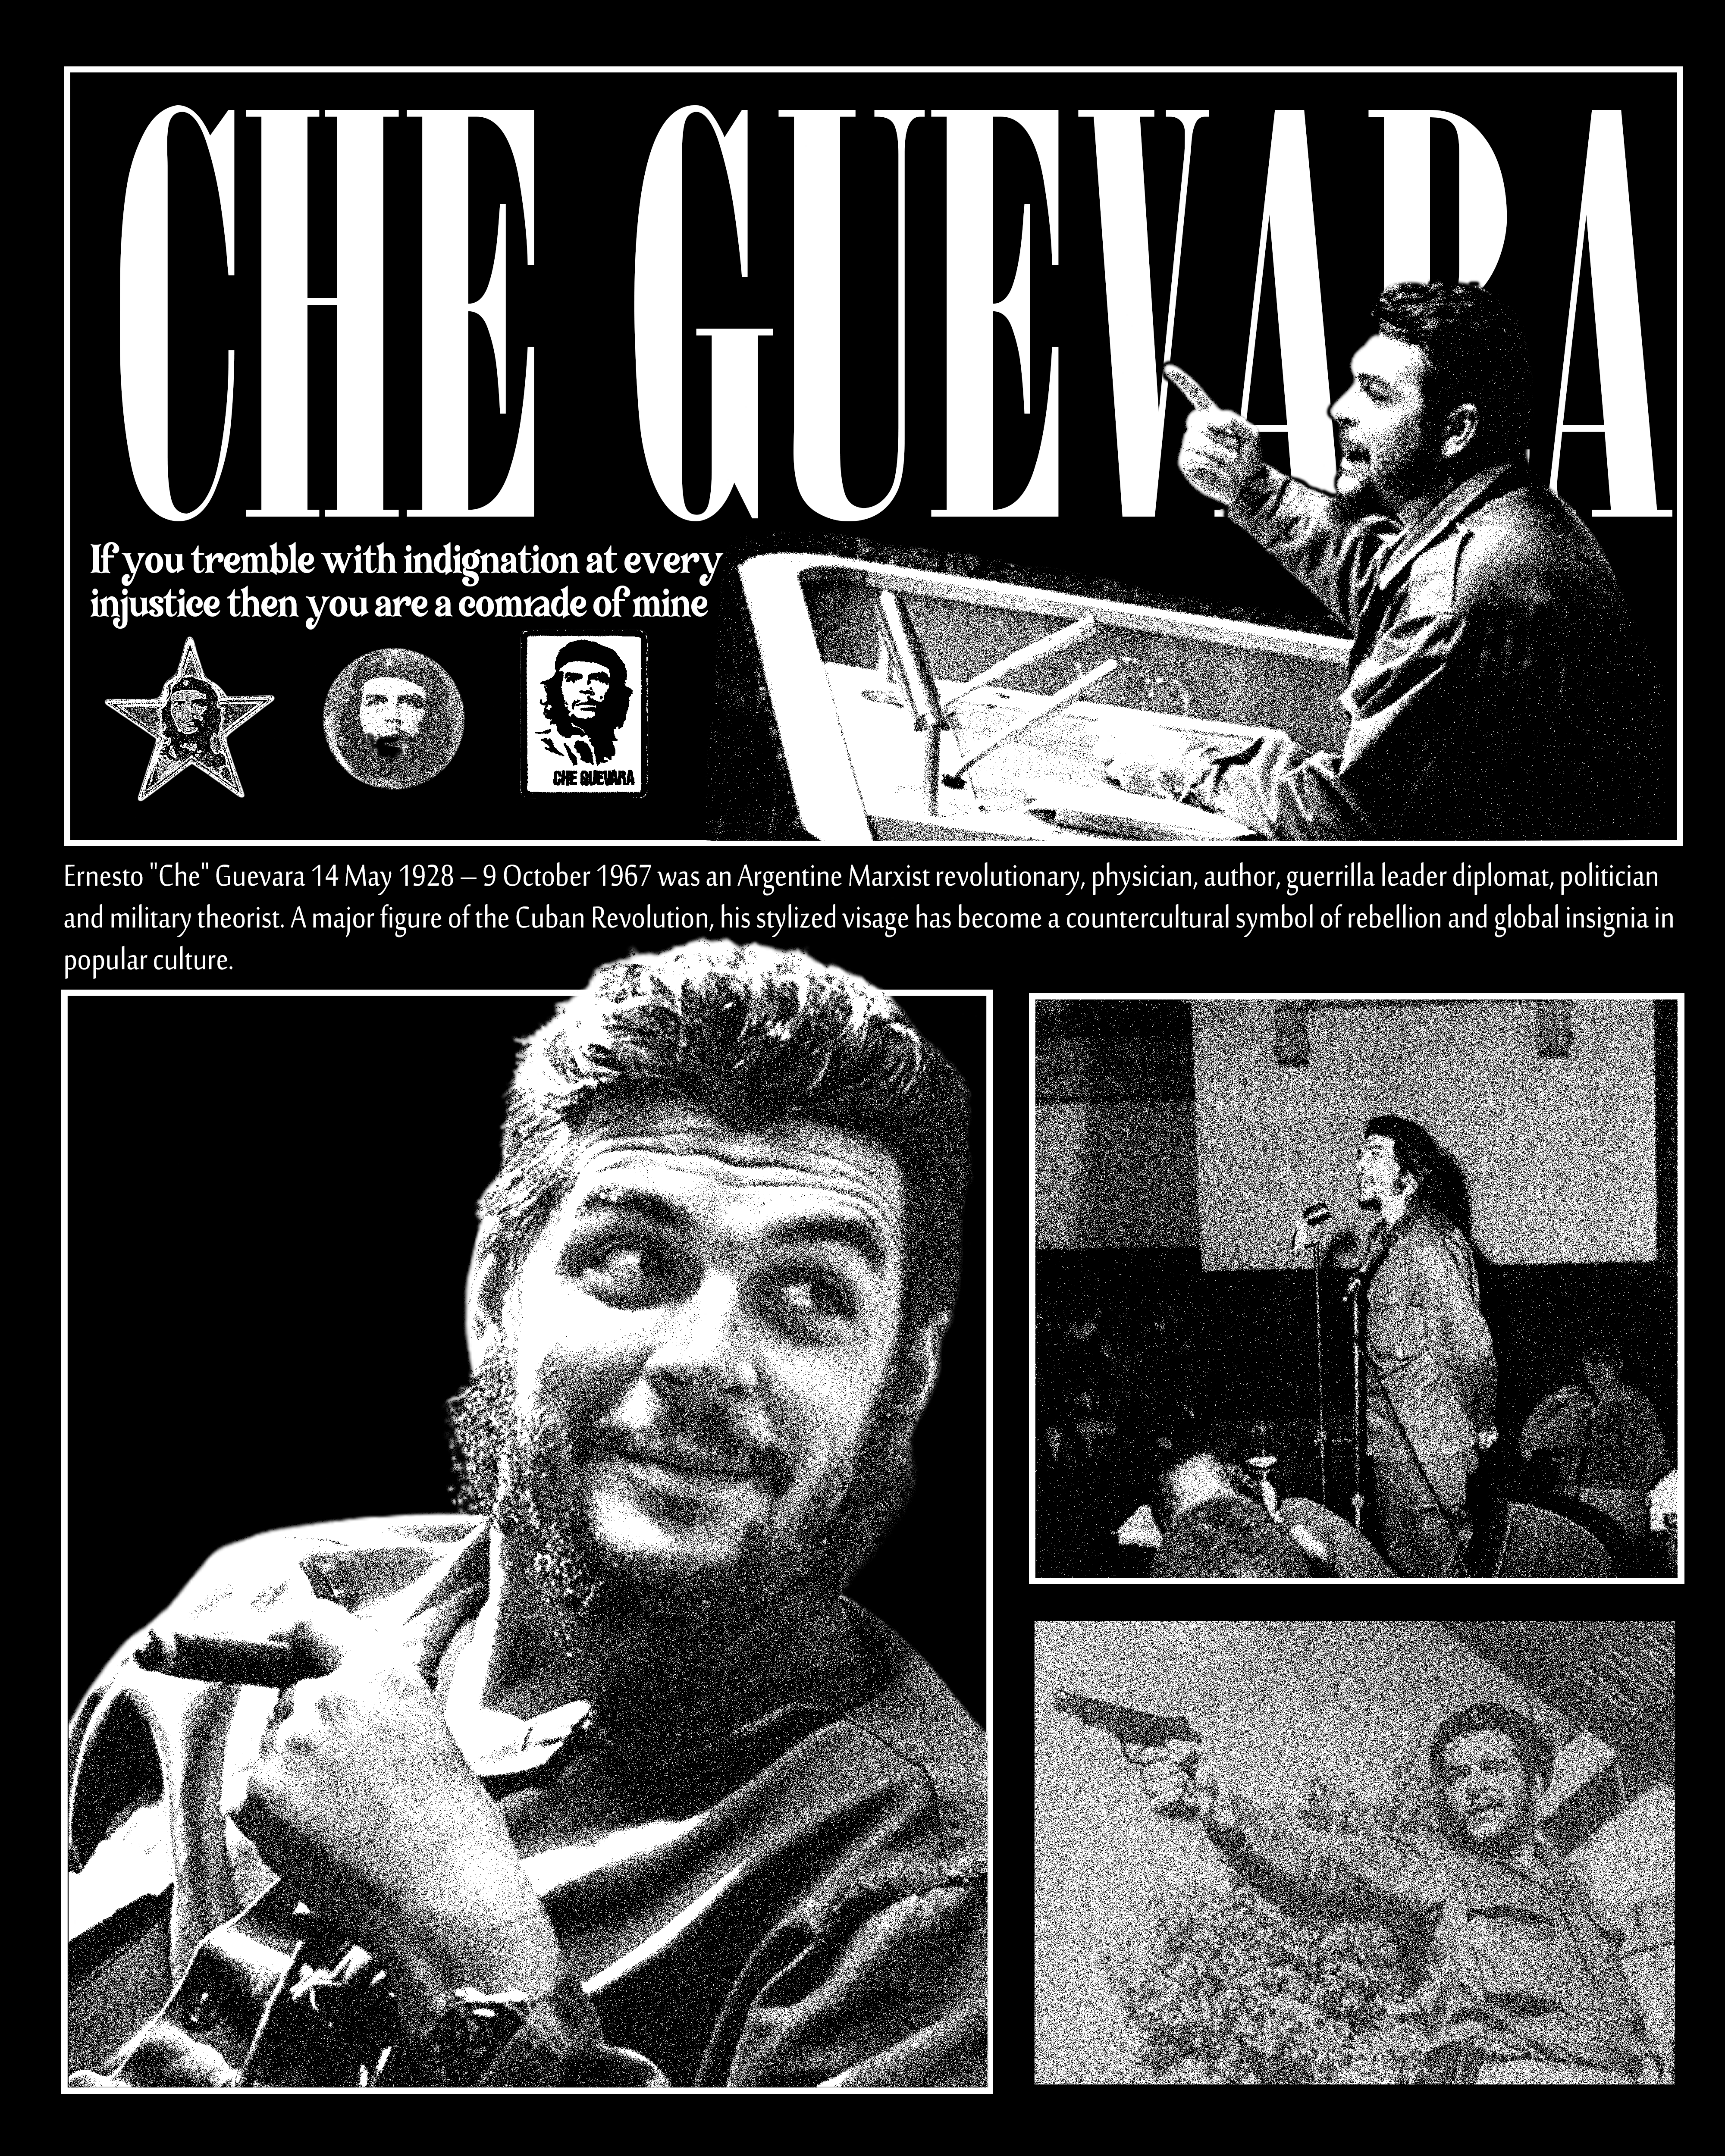 CHE GUEVARA
If you tremble with indignation at every
injustice then you are a comrade of mine
CHE GUEVARA
Ernesto "Che" Guevara 14 May 1928 – 9 October 1967 was an Argentine Marxist revolutionary, physician, author, guerrilla leader diplomat, politician
and military theorist. A major figure of the Cuban Revolution, his stylized visage has become a countercultural symbol of rebellion and global insignia in
popular culture.